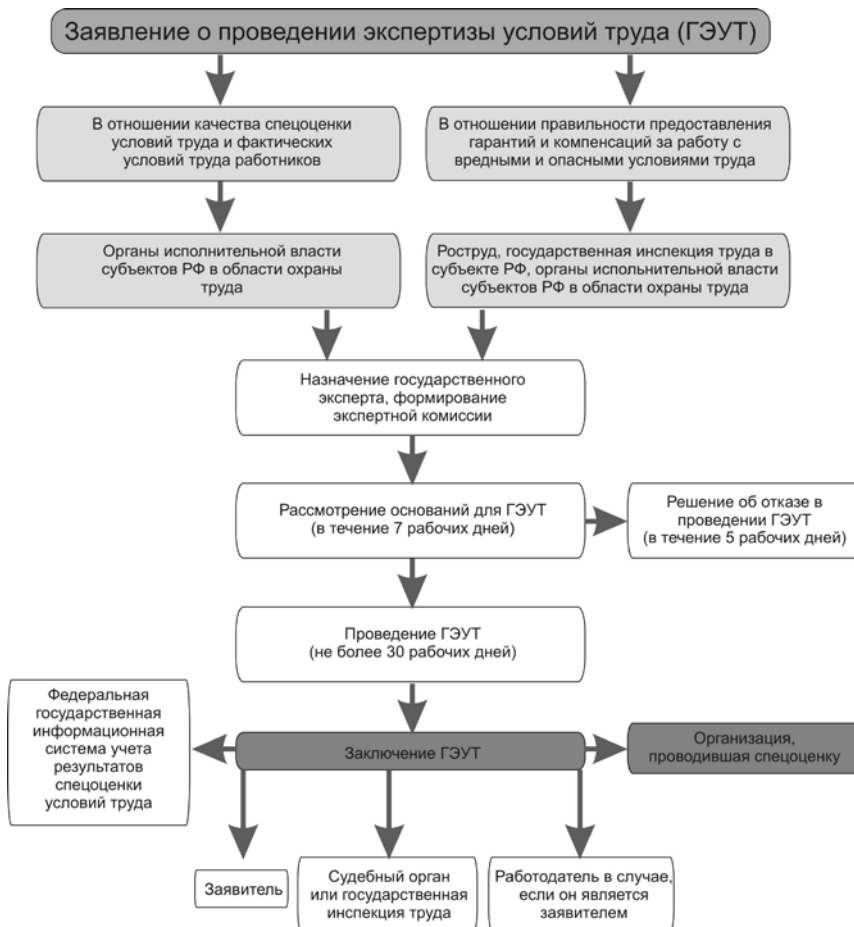 Заявление о проведении экспертизы условий труда (ГЭУТ)
В отношении качества спецоценки
условий труда и фактических
условий труда работников
В отношении правильности предоставления
гарантий и компенсаций за работу с
вредными и опасными условиями труда
Органы исполнительной власти
субъектов РФ в области охраны
труда
Роструд, государственная инспекция труда в
субъекте РФ, органы испольнительной власти
субъектов РФ в области охраны труда
Назначение государственного
эксперта, формирование
экспертной комиссии
Рассмотрение оснований для ГЭУТ
(в течение 7 рабочих дней)
Решение об отказе в
проведении ГЭУТ
(в течение 5 рабочих дней)
Проведение ГЭУТ
(не более 30 рабочих дней)
Федеральная
государственная
информационная
система учета
результатов
спецоценки
условий труда
Заключение ГЭУТ
Организация,
проводившая спецоценку
Заявитель
Судебный орган
или государственная
инспекция труда
Работодатель в случае,
если он является
заявителем